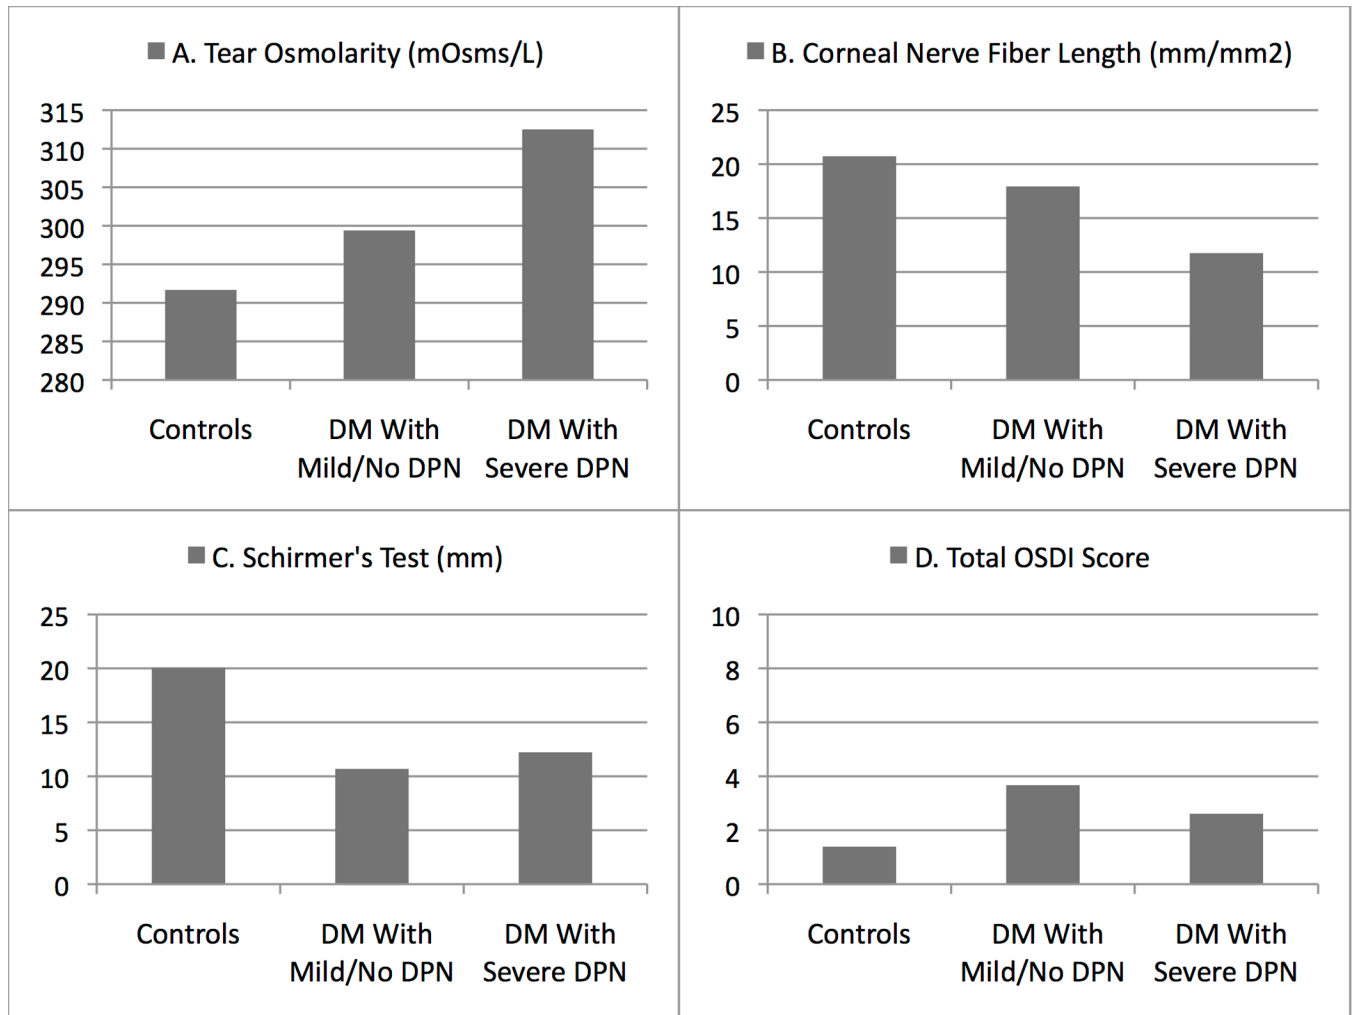 A. Tear Osmolarity (mOsms/L)
315
310
305
300
295
290
285
280
Controls
DM With
Mild/No DPN
DM With
Severe DPN
B. Corneal Nerve Fiber Length (mm/mm2)
25
20
15
10
5
0
Controls
DM With
Mild/No DPN
DM With
Severe DPN
C. Schirmer's Test (mm)
25
20
15
10
5
0
Controls
DM With
Mild/No DPN
DM With
Severe DPN
D. Total OSDI Score
10
8
6
4
2
0
Controls
DM With
Mild/No DPN
DM With
Severe DPN